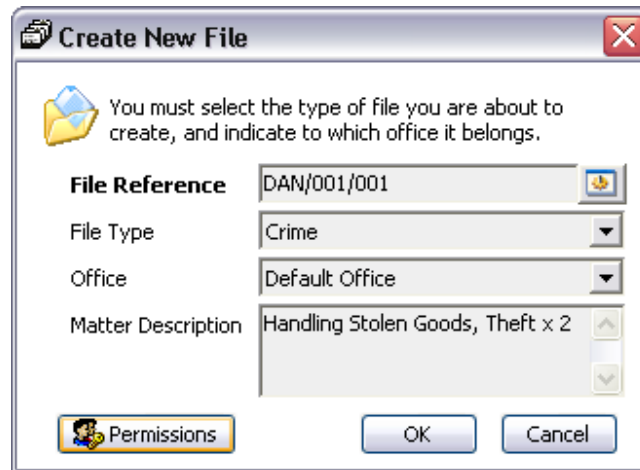 Create New File
You must select the type of file you are about to
create, and indicate to which office it belongs.
File Reference DAN/001/001
File Type Crime
Office Default Office
Matter Description Handling Stolen Goods, Theft x 2
Permissions OK Cancel